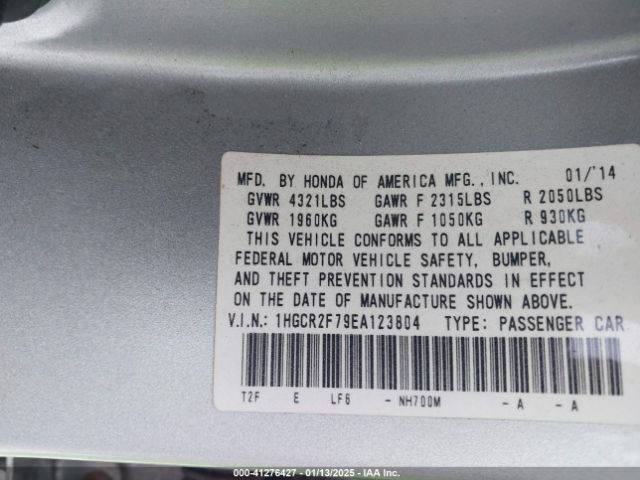 MFD. BY HONDA OF AMERICA MFG., INC. 01/'14
GVWR 4321LBS GAWR F 2315LBS R 2050LBS
GVWR 1960KG GAWR F 1050KG R 930KG
THIS VEHICLE CONFORMS TO ALL APPLICABLE
FEDERAL MOTOR VEHICLE SAFETY, BUMPER,
AND THEFT PREVENTION STANDARDS IN EFFECT
ON THE DATE OF MANUFACTURE SHOWN ABOVE.
V.I.N.: 1HGCR2F79EA123804 TYPE: PASSENGER CAR
T2F E LF6 - NH700M - A - A
000-41276427 - 01/13/2025 - IAA Inc.